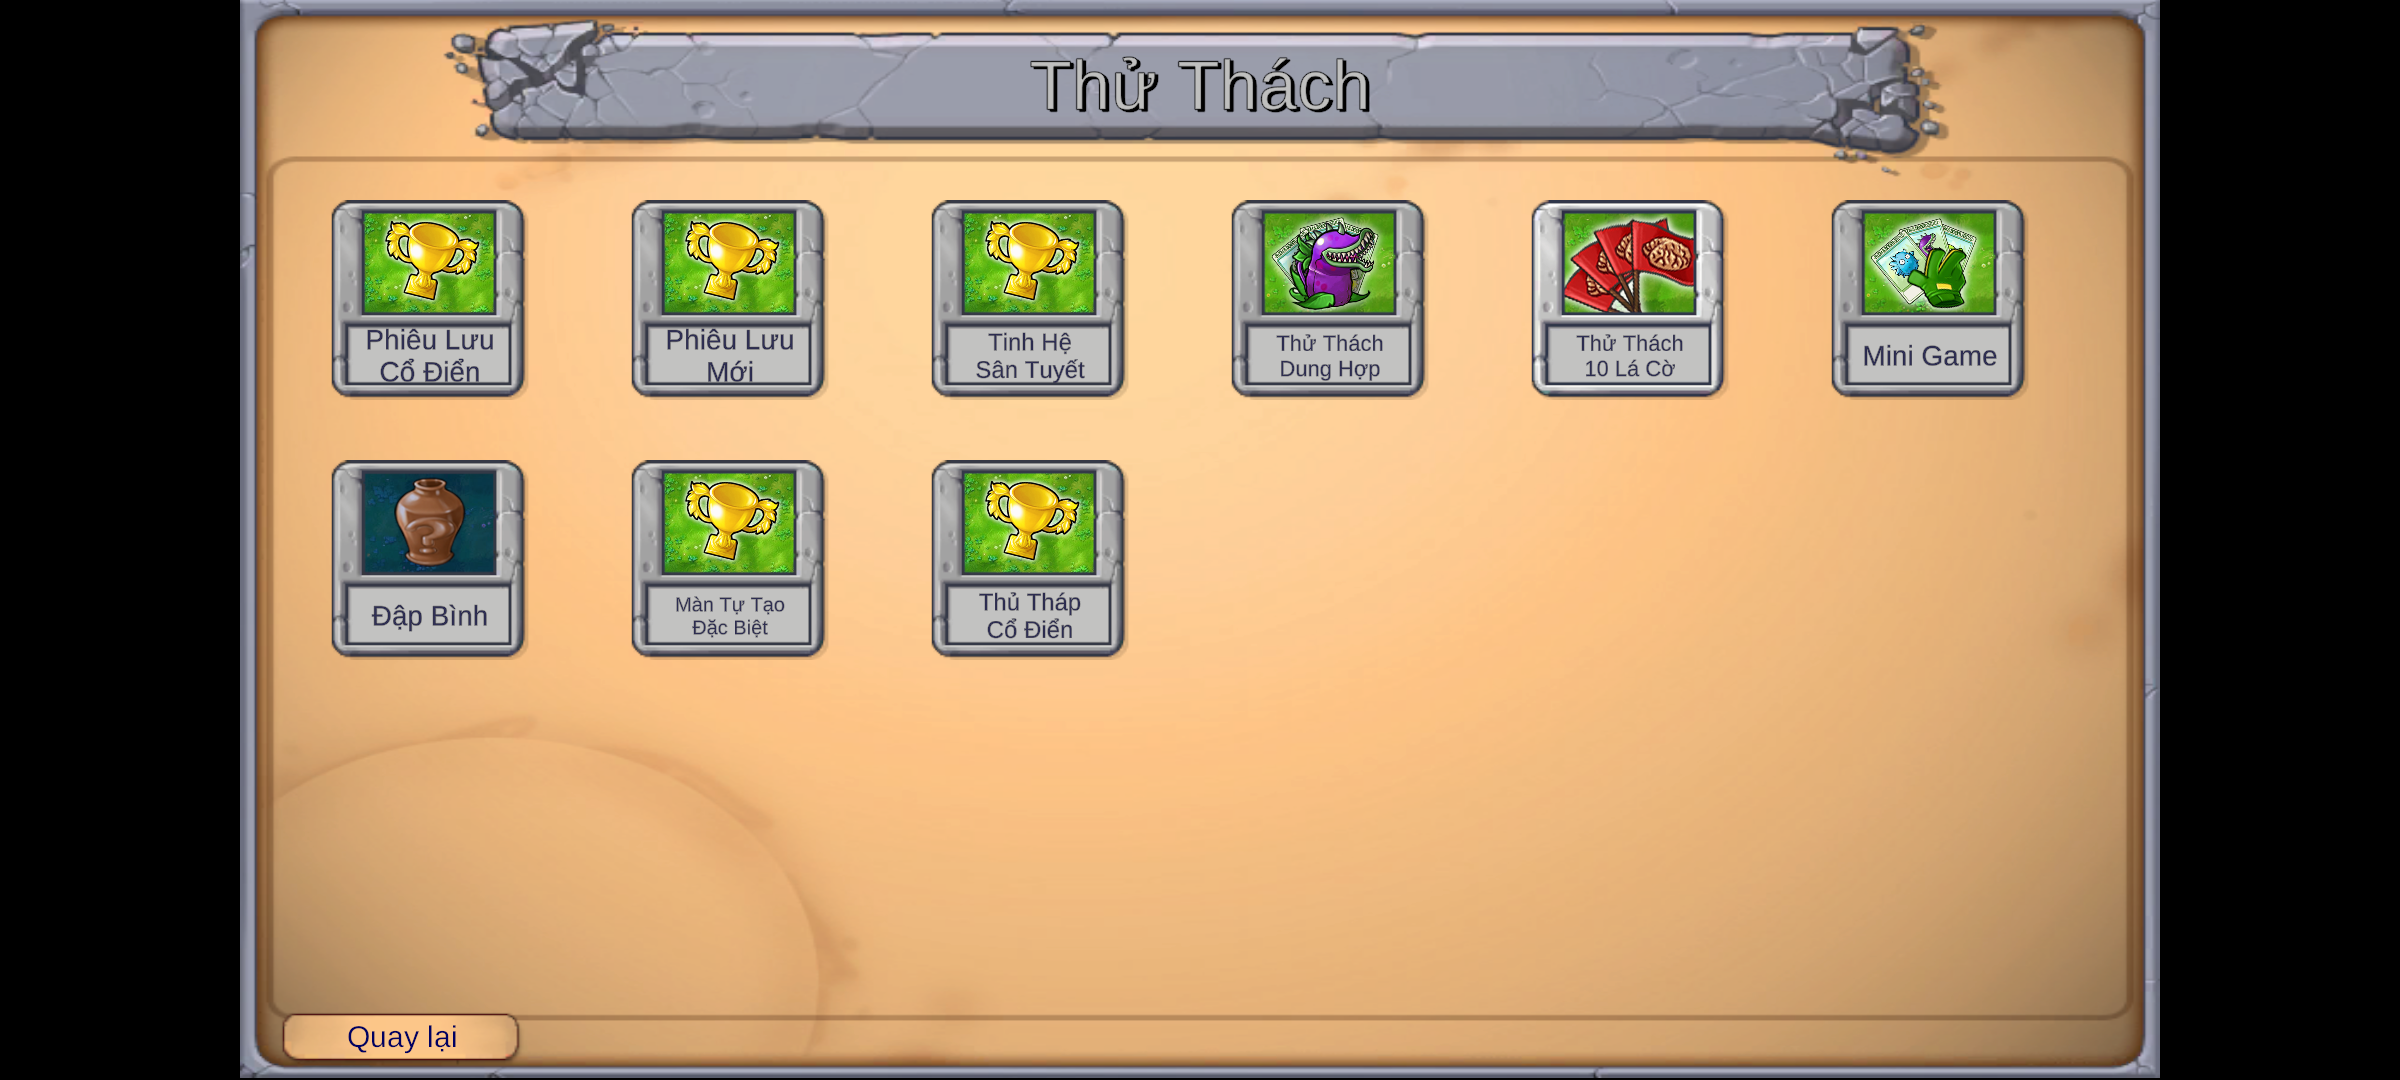 Thử Thách
Phiêu Lưu
Cổ Điển
Phiêu Lưu
Mới
Tinh Hệ
Sân Tuyết
Thử Thách
Dung Hợp
Thử Thách
10 Lá Cờ
Mini Game
Đập Bình
Màn Tự Tạo
Đặc Biệt
Thủ Tháp
Cổ Điển
Quay lại